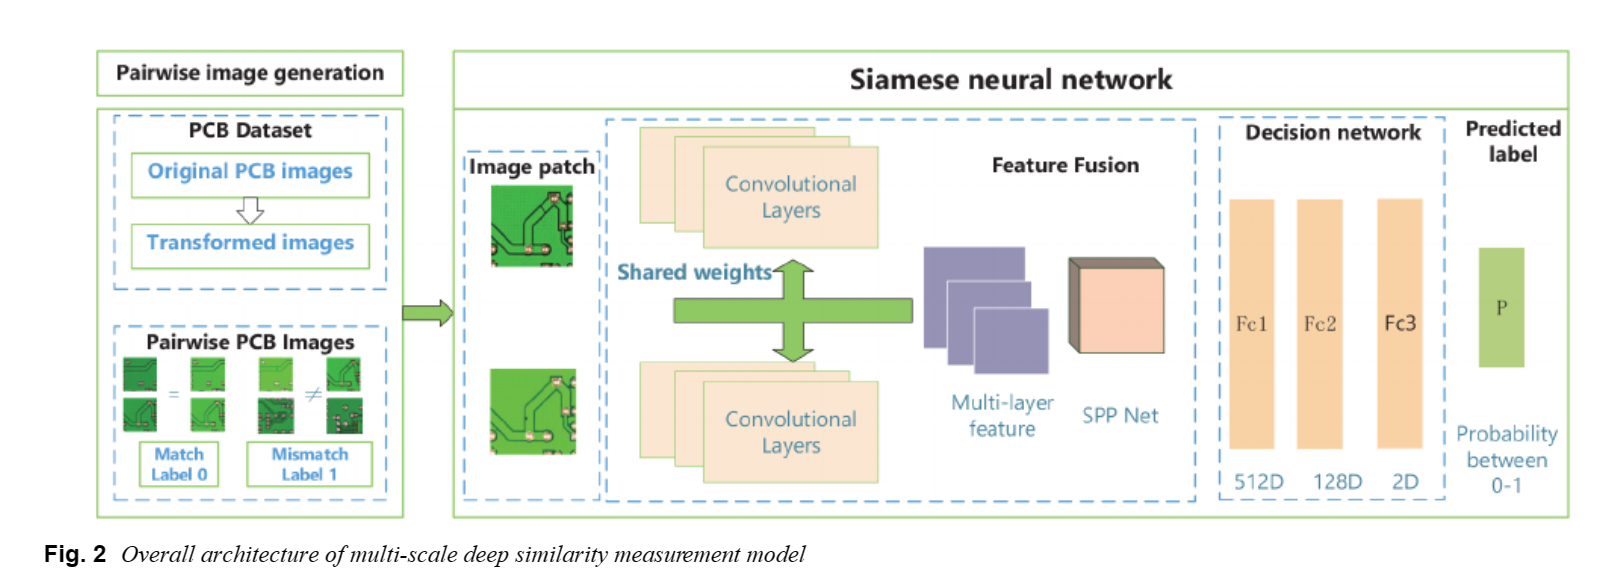 Pairwise image generation
PCB Dataset
Original PCB images
Transformed images
Pairwise PCB Images
=
≠
Match
Label 0
Mismatch
Label 1
Siamese neural network
Image patch
Convolutional
Layers
Shared weights
Convolutional
Layers
Feature Fusion
Multi-layer
feature
SPP Net
Decision network
Fc1
Fc2
Fc3
512D
128D
2D
Predicted
label
P
Probability
between
0-1
Fig. 2 Overall architecture of multi-scale deep similarity measurement model